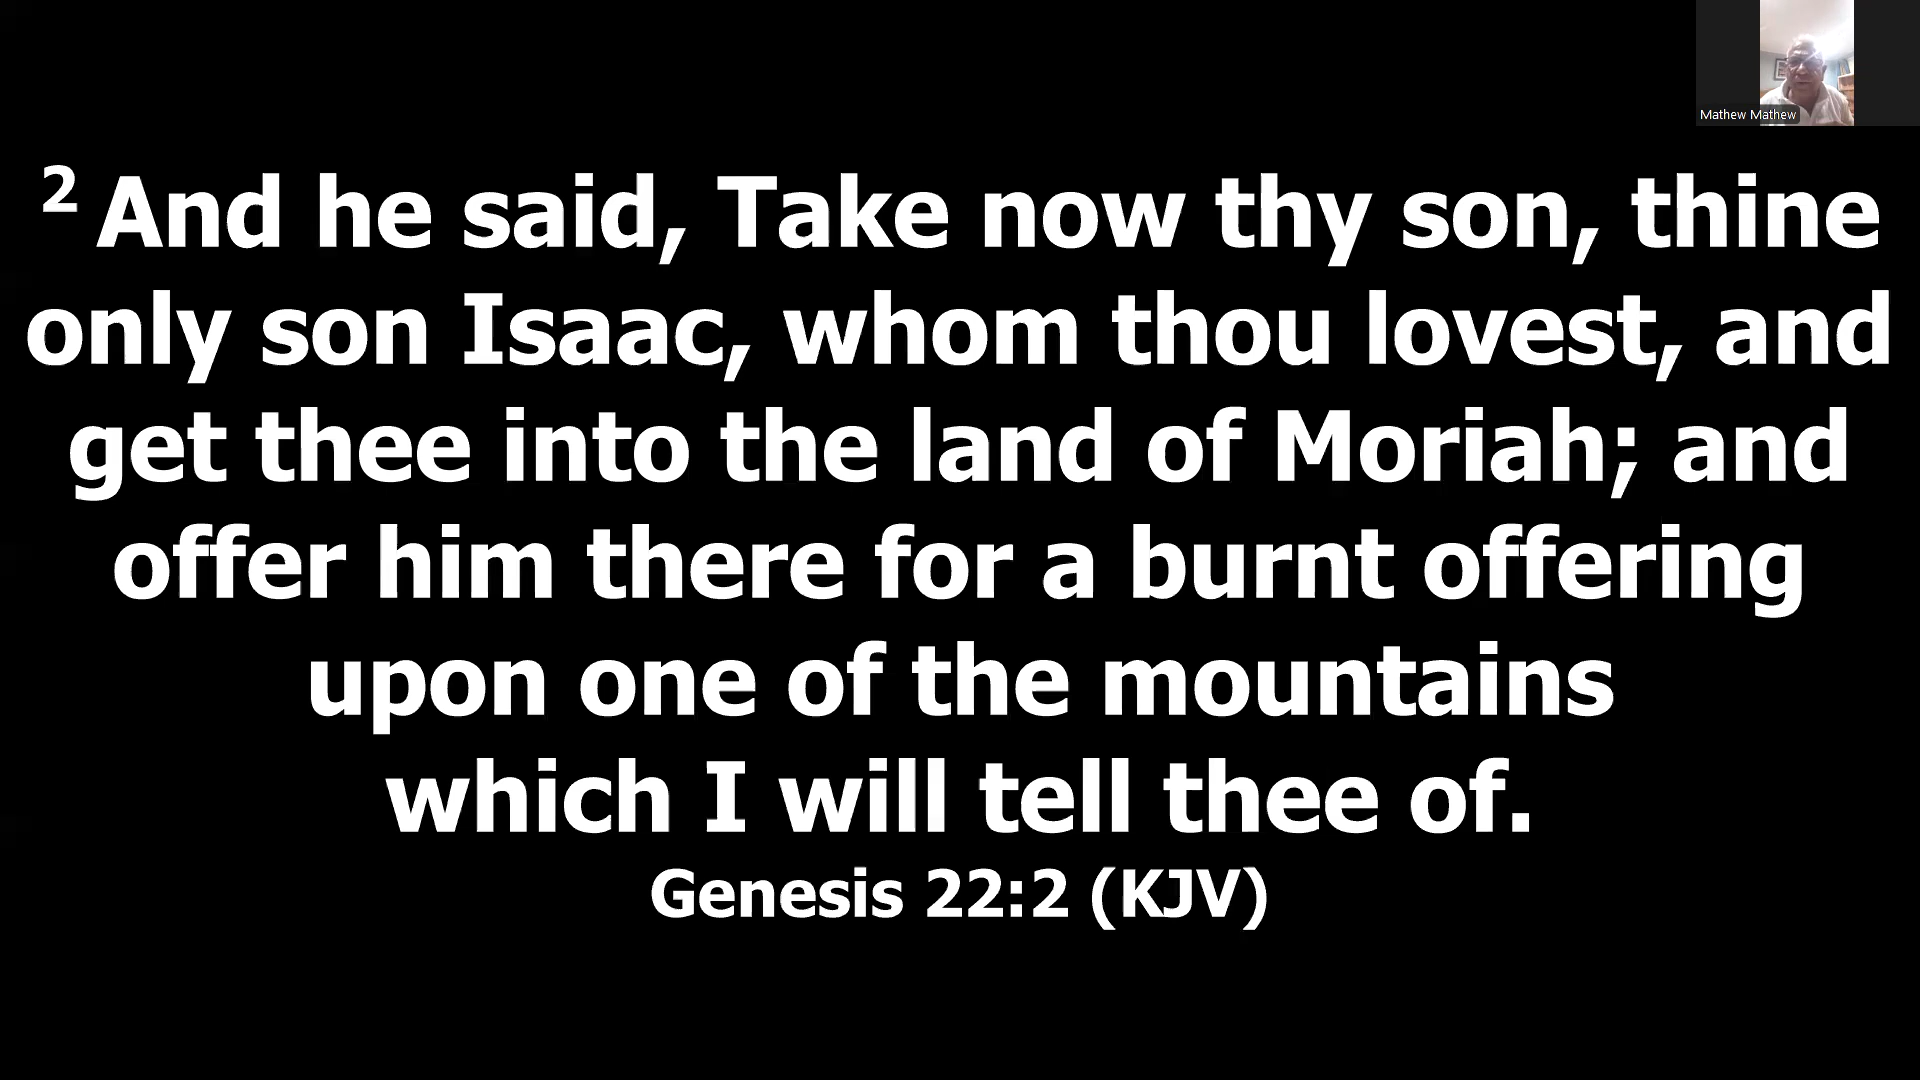 Mathew Mathew
2 And he said, Take now thy son, thine
only son Isaac, whom thou lovest, and
get thee into the land of Moriah; and
offer him there for a burnt offering
upon one of the mountains
which I will tell thee of.
Genesis 22:2 (KJV)